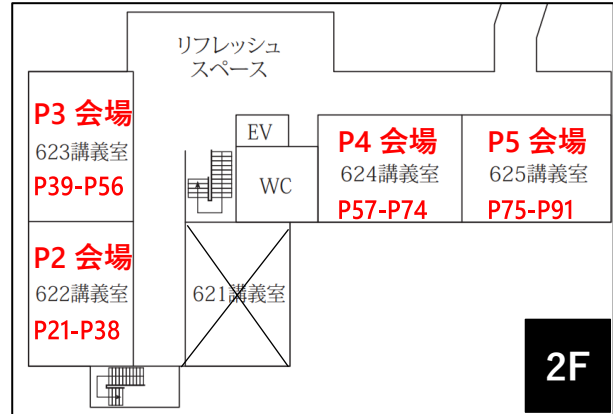 リフレッシュ
スペース
P3 会場
623講義室
P39-P56
EV
WC
P4 会場
624講義室
P57-P74
P5 会場
625講義室
P75-P91
P2 会場
622講義室
P21-P38
621講義室
2F